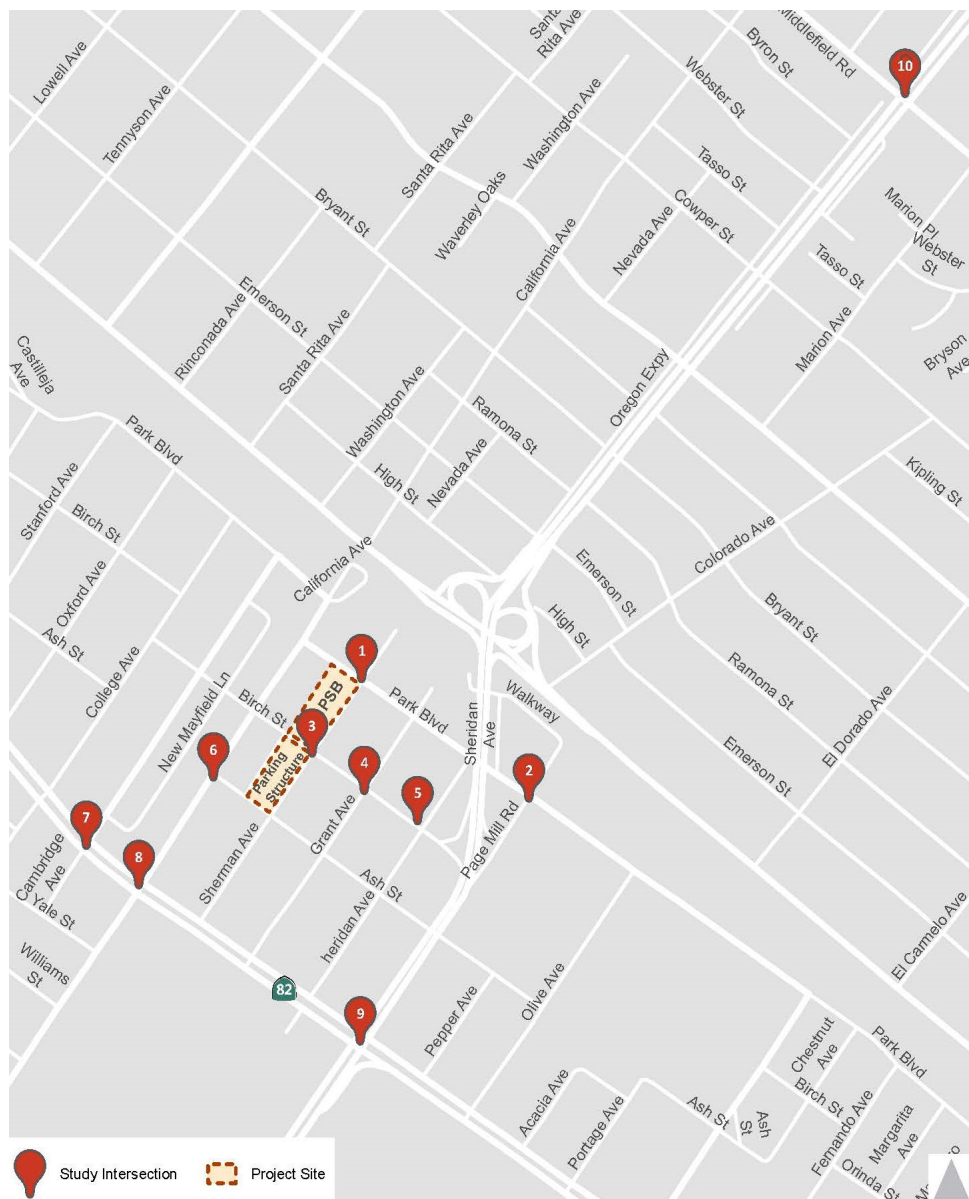 Lowell Ave
Tennyson Ave
Santa
Rita Ave
Middlefield Rd
Byron St
10
Webster St
Washington Ave
Santa Rita Ave
Tasso St
Waverley Oaks
Bryant St
Cowper St
Marion Pl
Nevada Ave
California Ave
Webster
St
Tasso St
Emerson St
Rinconada Ave
Santa Rita Ave
Marion Ave
Bryson
Ave
Castilleja
Ave
Oregon Expy
Washington Ave
Ramona St
Park Blvd
Nevada Ave
High St
Kipling St
Stanford Ave
Birch St
Colorado Ave
California Ave
Emerson St
Oxford Ave
High St
Bryant St
Ash St
1
College Ave
Ramona St
New Mayfield Ln
PSB
Park Blvd
Walkway
Birch St
Sheridan
Ave
El Dorado Ave
3
6
4
2
Emerson St
Parking
Structure
5
7
Grant Ave
Page Mill Rd
8
Cambridge
Ave
Sherman Ave
Ash St
Yale St
heridan Ave
El Carmelo Ave
Williams
St
82
Olive Ave
9
Pepper Ave
Chestnut
Ave
Park Blvd
Birch St
Acacia Ave
Portage Ave
Ash St
Ash
St
Fernando Ave
Margarita
Ave
Orinda St
Study Intersection
Project Site